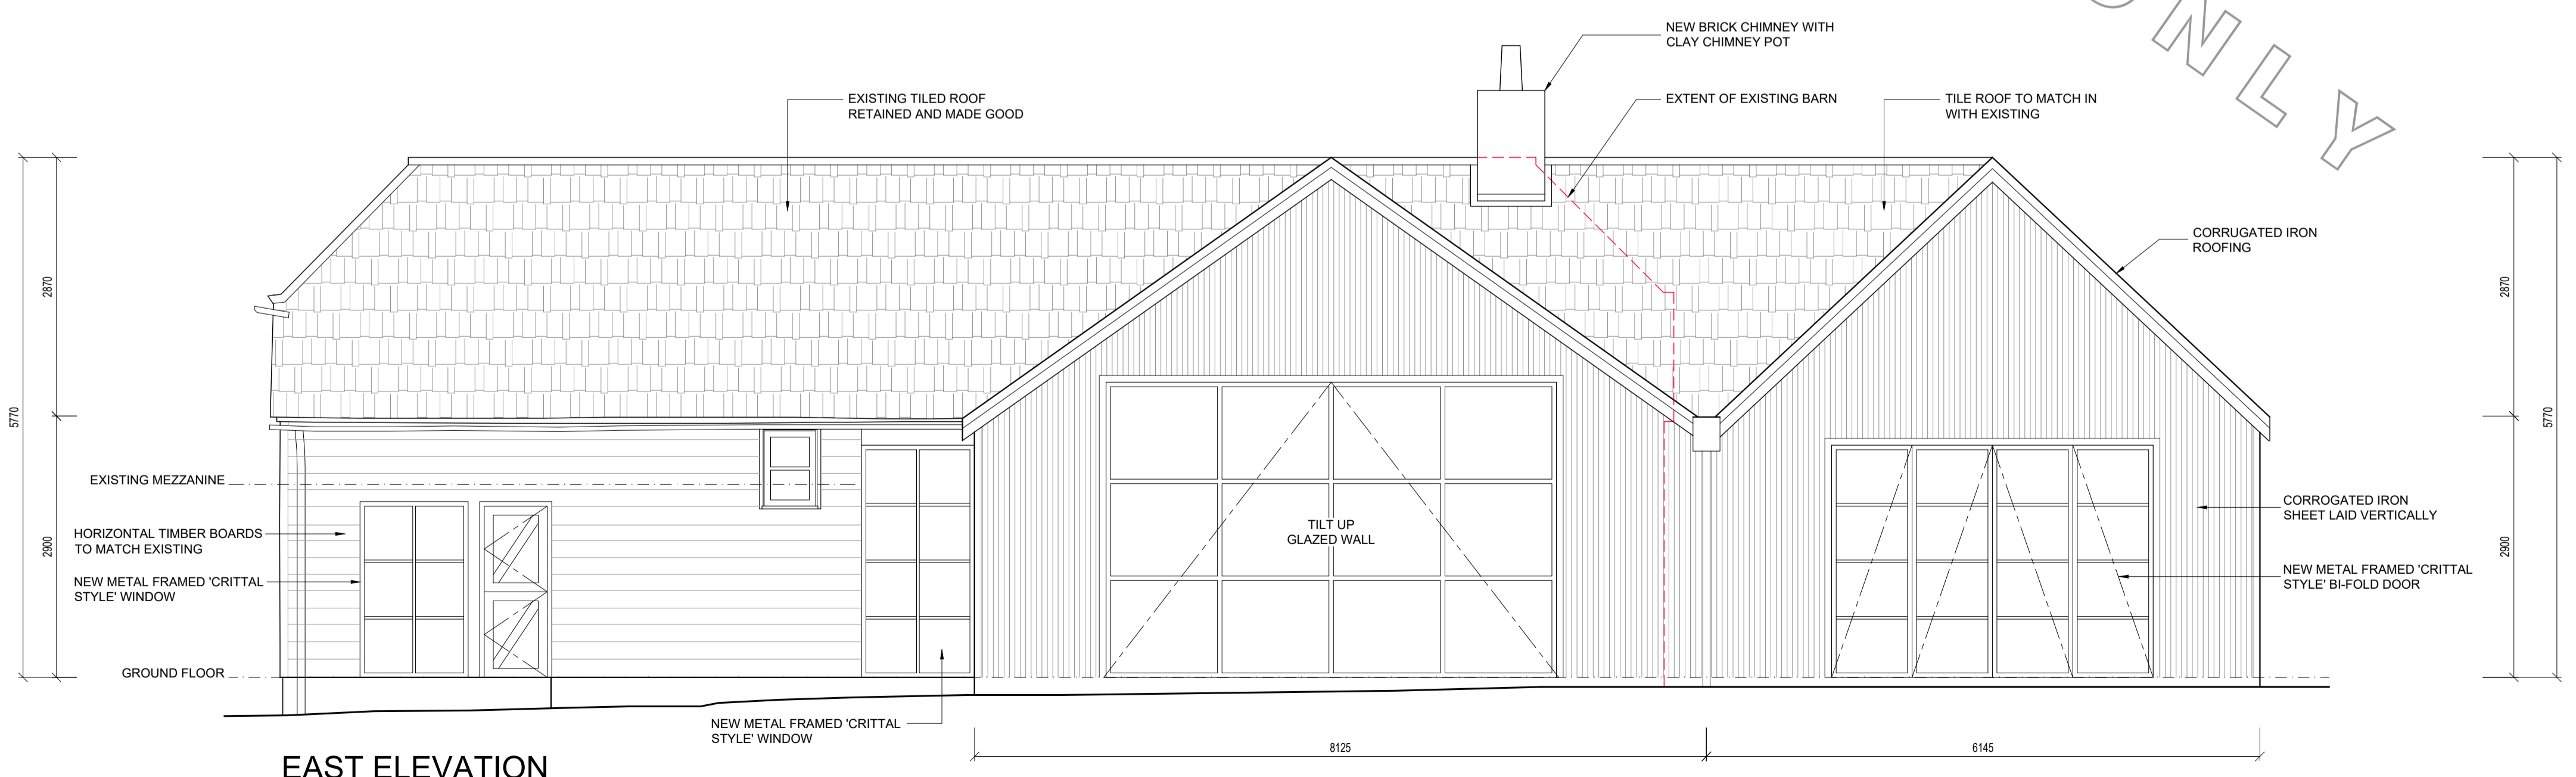 ONLY
NEW BRICK CHIMNEY WITH
CLAY CHIMNEY POT
EXISTING TILED ROOF
RETAINED AND MADE GOOD
EXTENT OF EXISTING BARN
TILE ROOF TO MATCH IN
WITH EXISTING
CORRUGATED IRON
ROOFING
5770
2870
2900
2870
2900
5770
EXISTING MEZZANINE
HORIZONTAL TIMBER BOARDS
TO MATCH EXISTING
NEW METAL FRAMED 'CRITTAL
STYLE' WINDOW
GROUND FLOOR
TILT UP
GLAZED WALL
CORROGATED IRON
SHEET LAID VERTICALLY
NEW METAL FRAMED 'CRITTAL
STYLE' BI-FOLD DOOR
NEW METAL FRAMED 'CRITTAL
STYLE' WINDOW
8125
6145
EAST ELEVATION